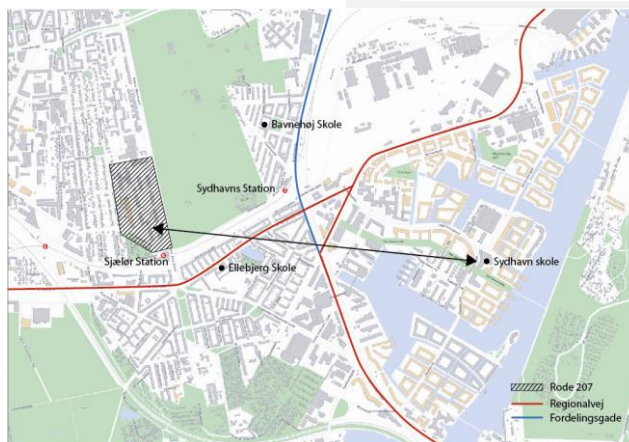 Bavnehøj Skole
Sydhavns Station
Sjælør Station
Ellebjerg Skole
Sydhavn skole
Rode 207
Regionalvej
Fordelingsgade